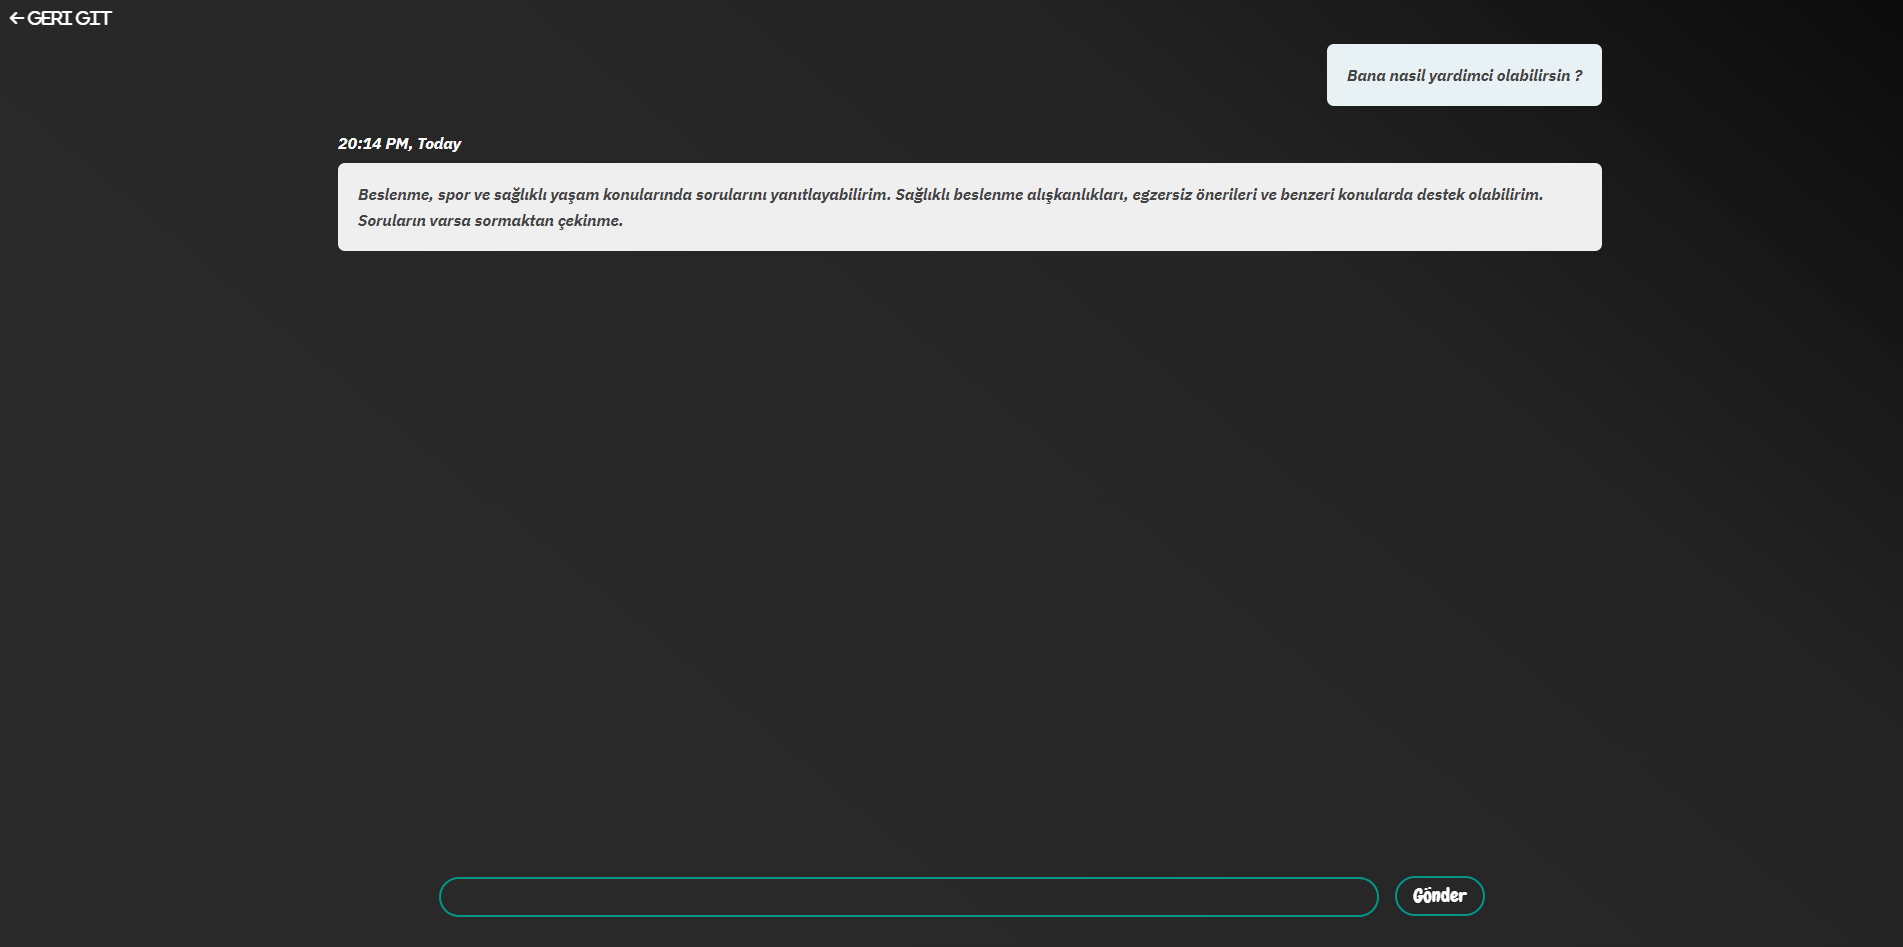 GERI GIT
Bana nasil yardimci olabilirsin ?
20:14 PM, Today
Beslenme, spor ve sağlıklı yaşam konularında sorularını yanıtlayabilirim. Sağlıklı beslenme alışkanlıkları, egzersiz önerileri ve benzeri konularda destek olabilirim.
Soruların varsa sormaktan çekinme.
Gönder